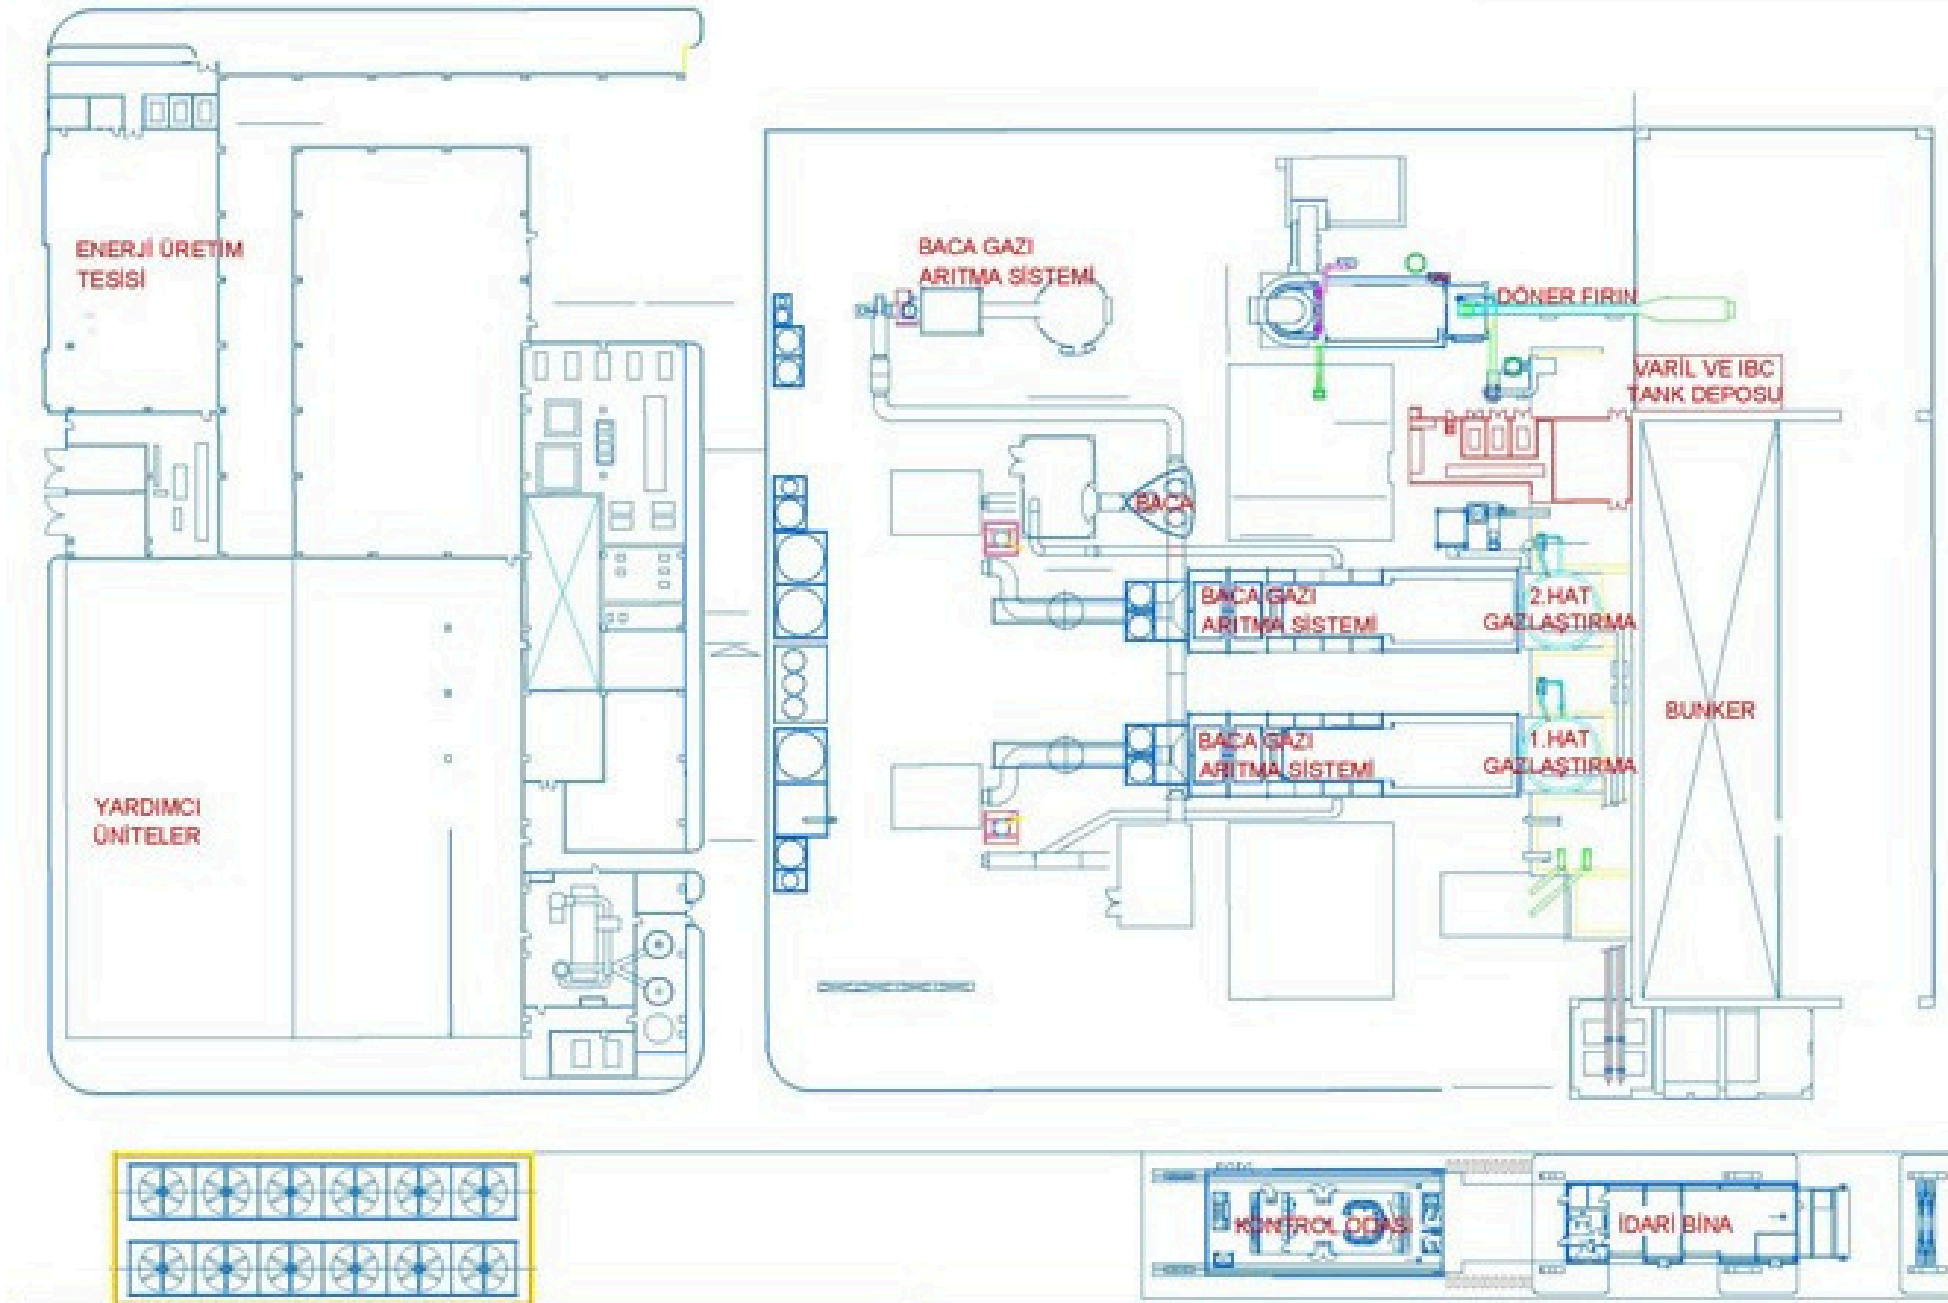 ENERJİ ÜRETİM
TESİSİ
BACA GAZI
ARITMA SİSTEMİ
DÖNER FIRIN
VARİL VE IBC
TANK DEPOSU
BACA
BACA GAZI
ARITMA SİSTEMİ
2.HAT
GAZLAŞTIRMA
BUNKER
BACA GAZI
ARITMA SİSTEMİ
1.HAT
GAZLAŞTIRMA
YARDIMCI
ÜNİTELER
KONTROL ODASI
İDARİ BİNA